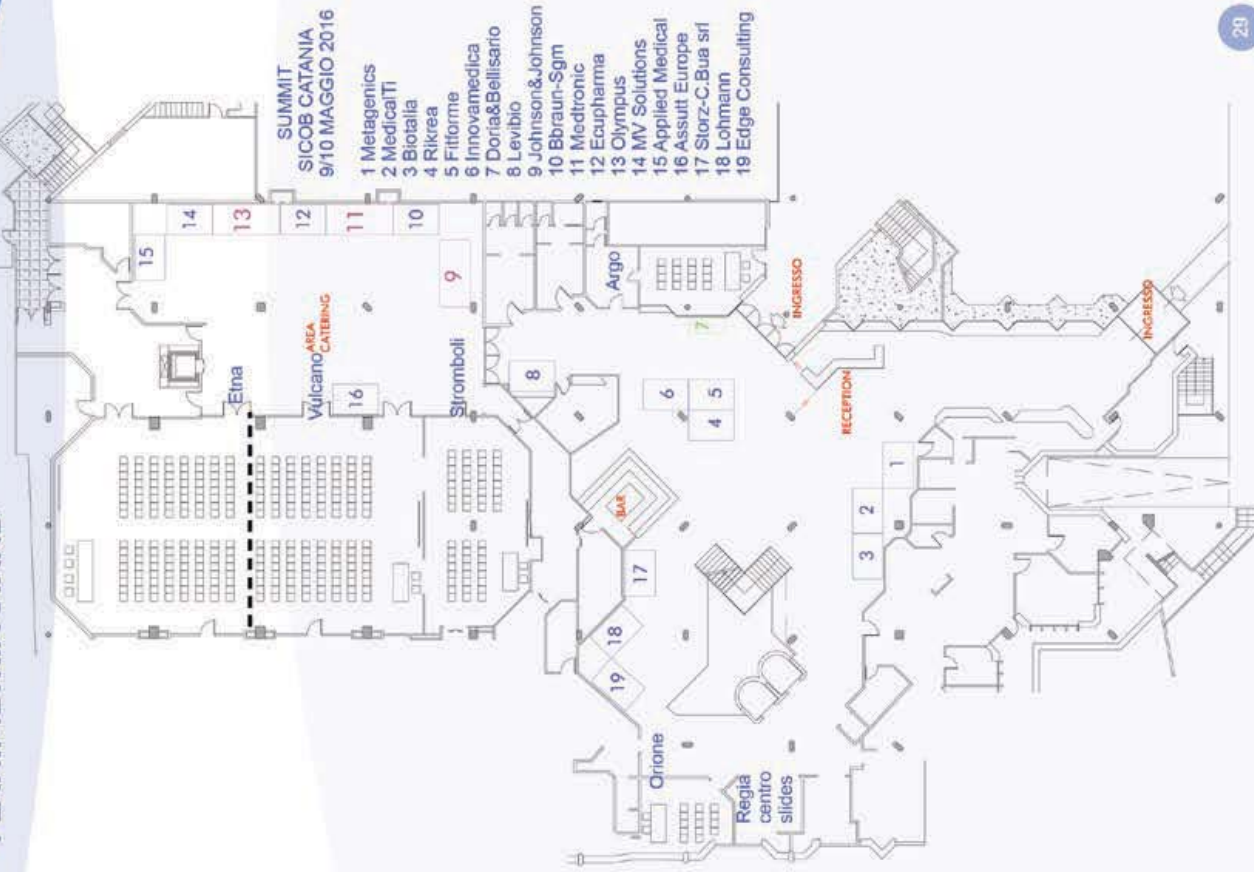 SUMMIT
SICOB CATANIA
9/10 MAGGIO 2016
1 Metagenics
2 MedicalTi
3 Biotalia
4 Rikrea
5 Fitforme
6 Innovamedica
7 Doria&Bellisario
8 Levibio
9 Johnson&Johnson
10 Bbraun-Sgm
11 Medtronic
12 Ecupharma
13 Olympus
14 MV Solutions
15 Applied Medical
16 Assutt Europe
17 Storz-C.Bua srl
18 Lohmann
19 Edge Consulting
15
14
13
12
11
10
9
Etna
Vulcano
AREA
CATERING
16
Stromboli
8
Argo
7
INGRESSO
6
5
4
RECEPTION
INGRESSO
BAR
1
2
3
17
18
19
Orione
Regia
centro
slides
29